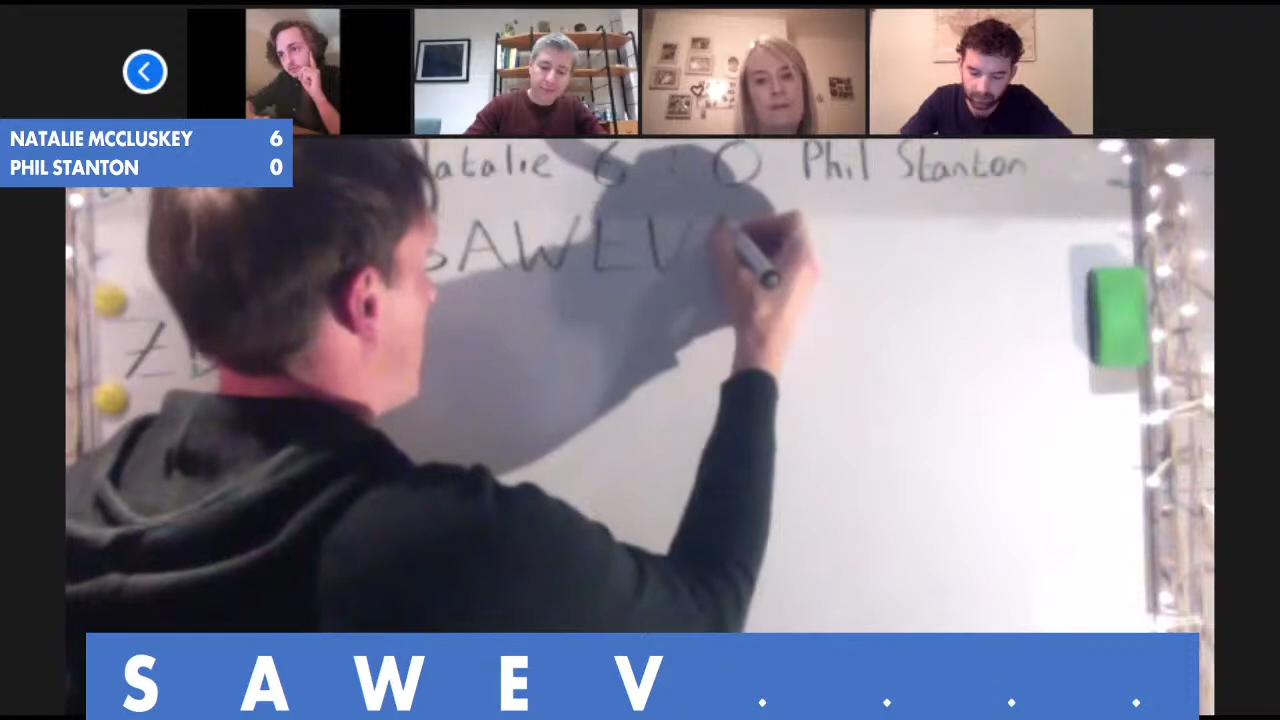 NATALIE MCCLUSKEY 6
PHIL STANTON 0
atalie 6 : 0 Phil Stanton
SAWEV
S A W E V . . . .